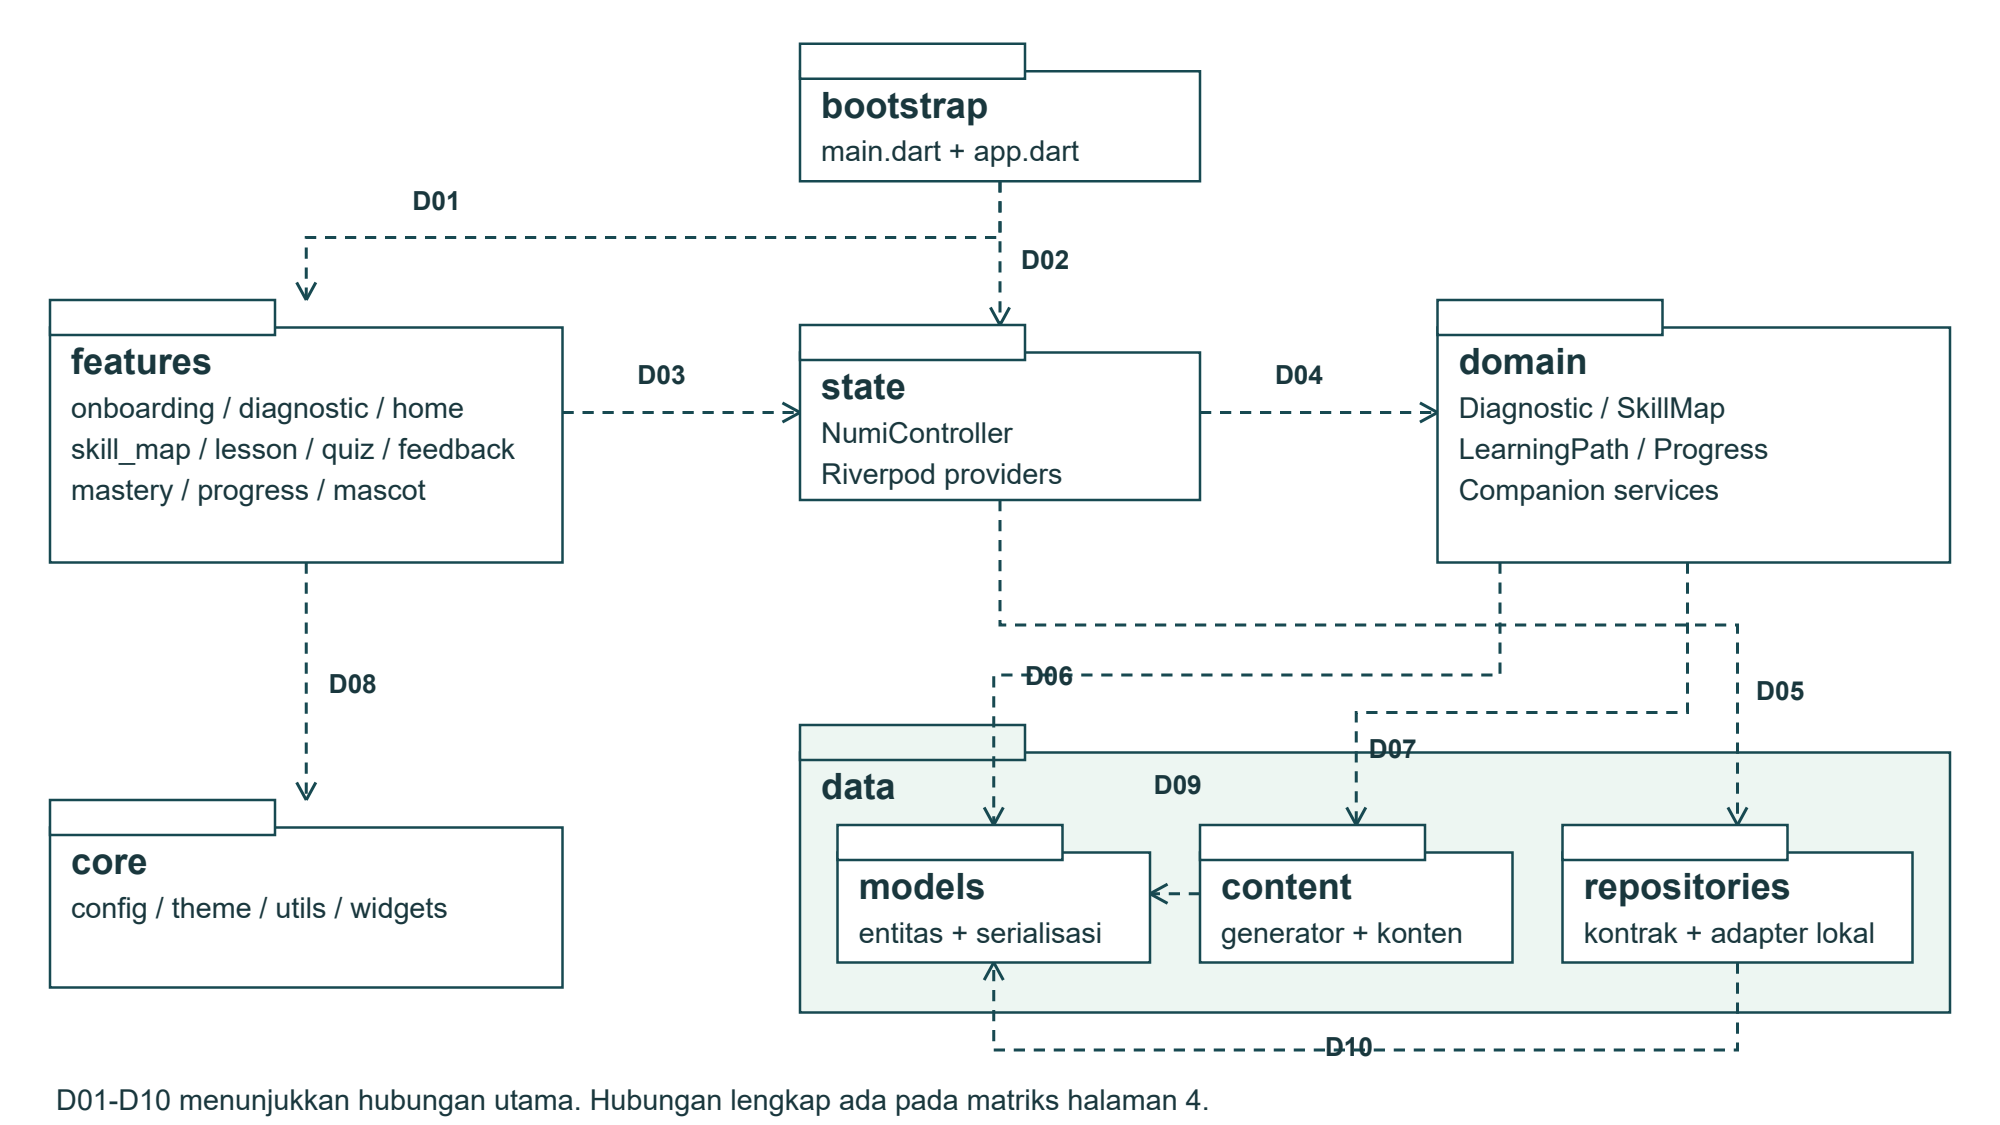 bootstrap
main.dart + app.dart
D01
D02
features
onboarding / diagnostic / home
skill_map / lesson / quiz / feedback
mastery / progress / mascot
D03
state
NumiController
Riverpod providers
D04
domain
Diagnostic / SkillMap
LearningPath / Progress
Companion services
D08
D06
D05
D07
data
D09
core
config / theme / utils / widgets
models
entitas + serialisasi
content
generator + konten
repositories
kontrak + adapter lokal
D10
D01-D10 menunjukkan hubungan utama. Hubungan lengkap ada pada matriks halaman 4.